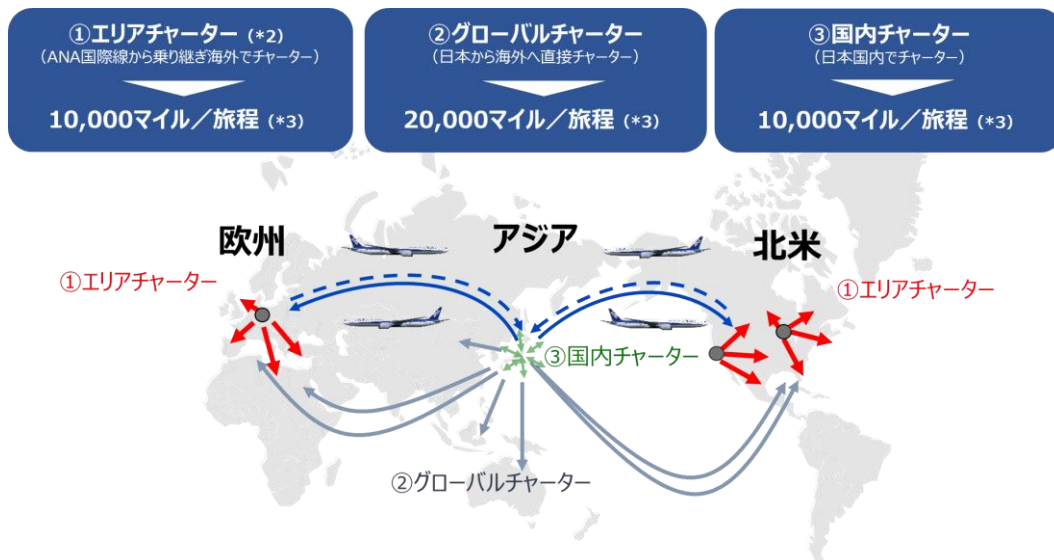 ①エリアチャーター (*2)
(ANA国際線から乗り継ぎ海外でチャーター)
10,000マイル／旅程 (*3)
②グローバルチャーター
(日本から海外へ直接チャーター)
20,000マイル／旅程 (*3)
③国内チャーター
(日本国内でチャーター)
10,000マイル／旅程 (*3)
欧州
アジア
北米
①エリアチャーター
①エリアチャーター
③国内チャーター
②グローバルチャーター